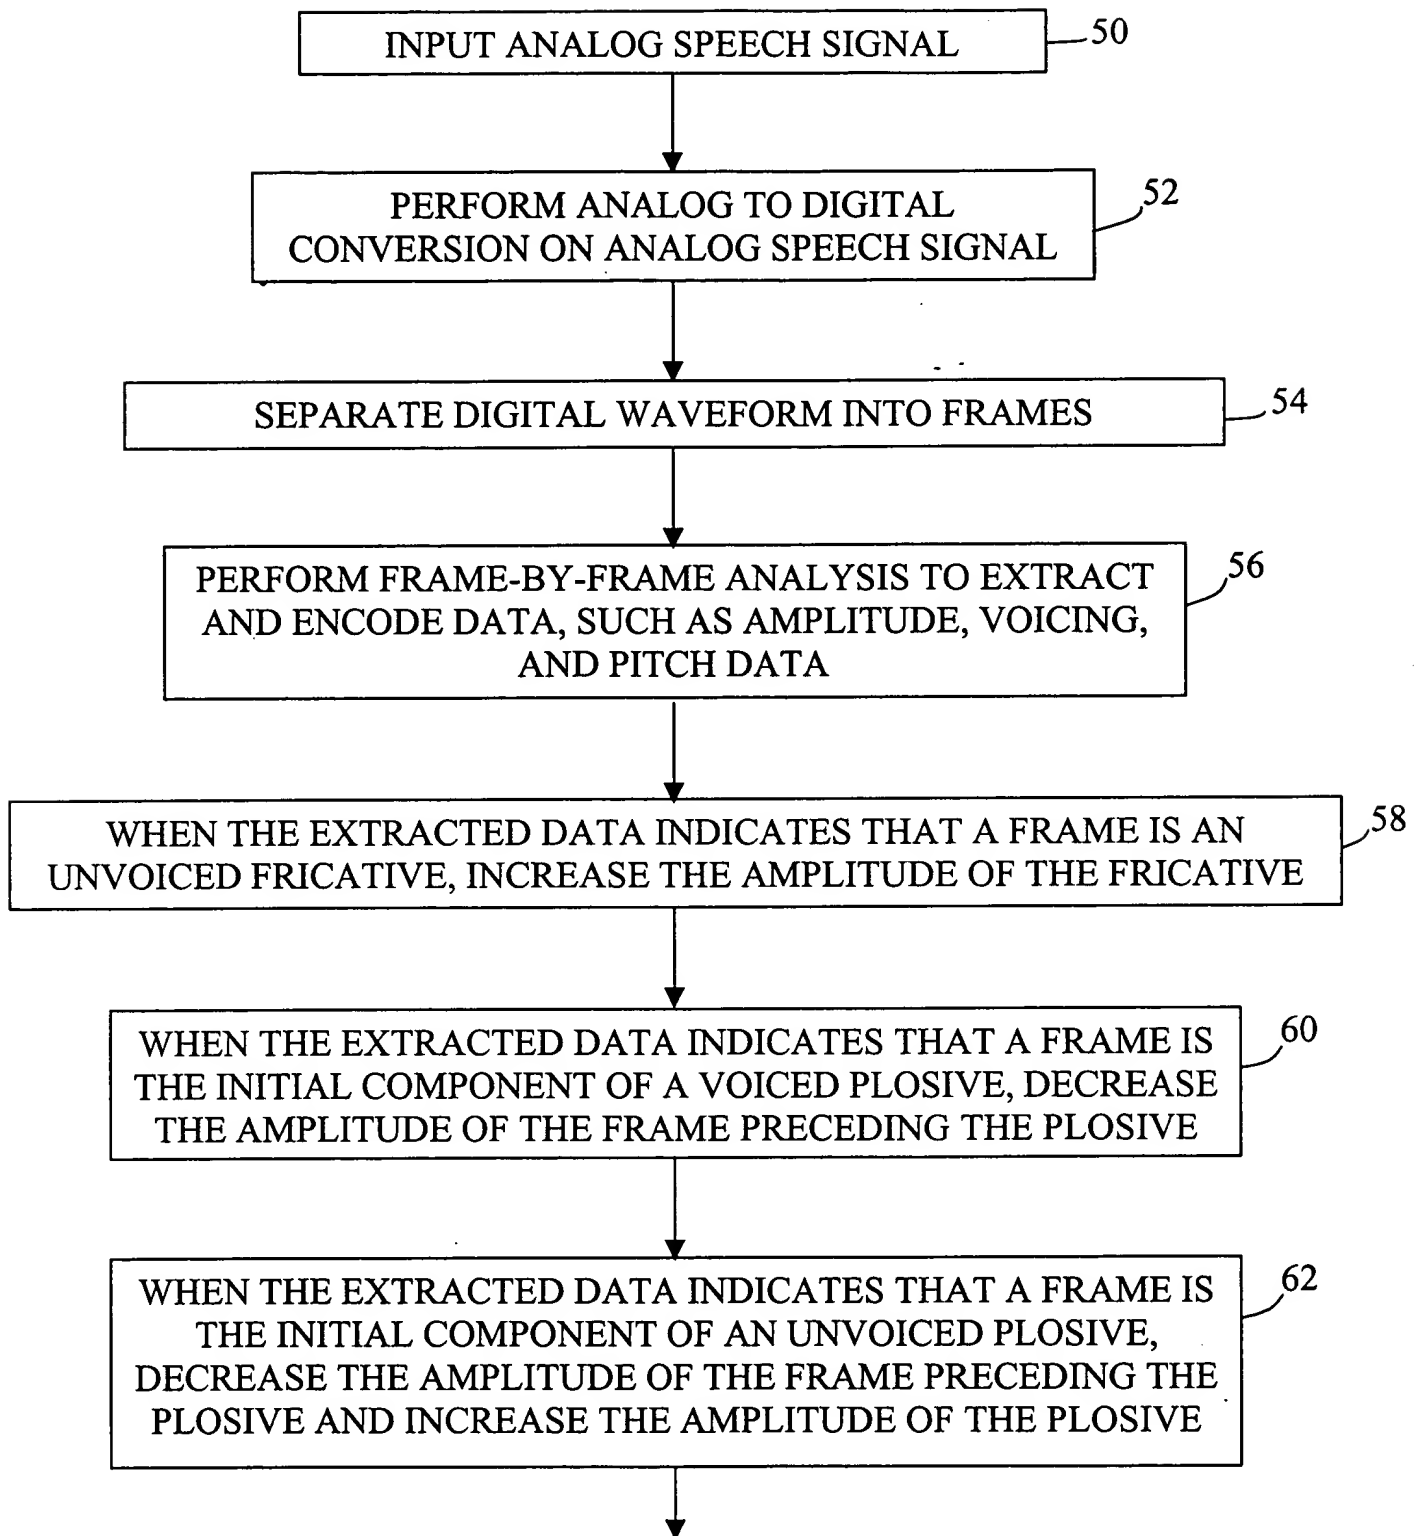 INPUT ANALOG SPEECH SIGNAL
50
PERFORM ANALOG TO DIGITAL
CONVERSION ON ANALOG SPEECH SIGNAL
52
SEPARATE DIGITAL WAVEFORM INTO FRAMES
54
PERFORM FRAME-BY-FRAME ANALYSIS TO EXTRACT
AND ENCODE DATA, SUCH AS AMPLITUDE, VOICING,
AND PITCH DATA
56
WHEN THE EXTRACTED DATA INDICATES THAT A FRAME IS AN
UNVOICED FRICATIVE, INCREASE THE AMPLITUDE OF THE FRICATIVE
58
WHEN THE EXTRACTED DATA INDICATES THAT A FRAME IS
THE INITIAL COMPONENT OF A VOICED PLOSIVE, DECREASE
THE AMPLITUDE OF THE FRAME PRECEDING THE PLOSIVE
60
WHEN THE EXTRACTED DATA INDICATES THAT A FRAME IS
THE INITIAL COMPONENT OF AN UNVOICED PLOSIVE,
DECREASE THE AMPLITUDE OF THE FRAME PRECEDING THE
PLOSIVE AND INCREASE THE AMPLITUDE OF THE PLOSIVE
62